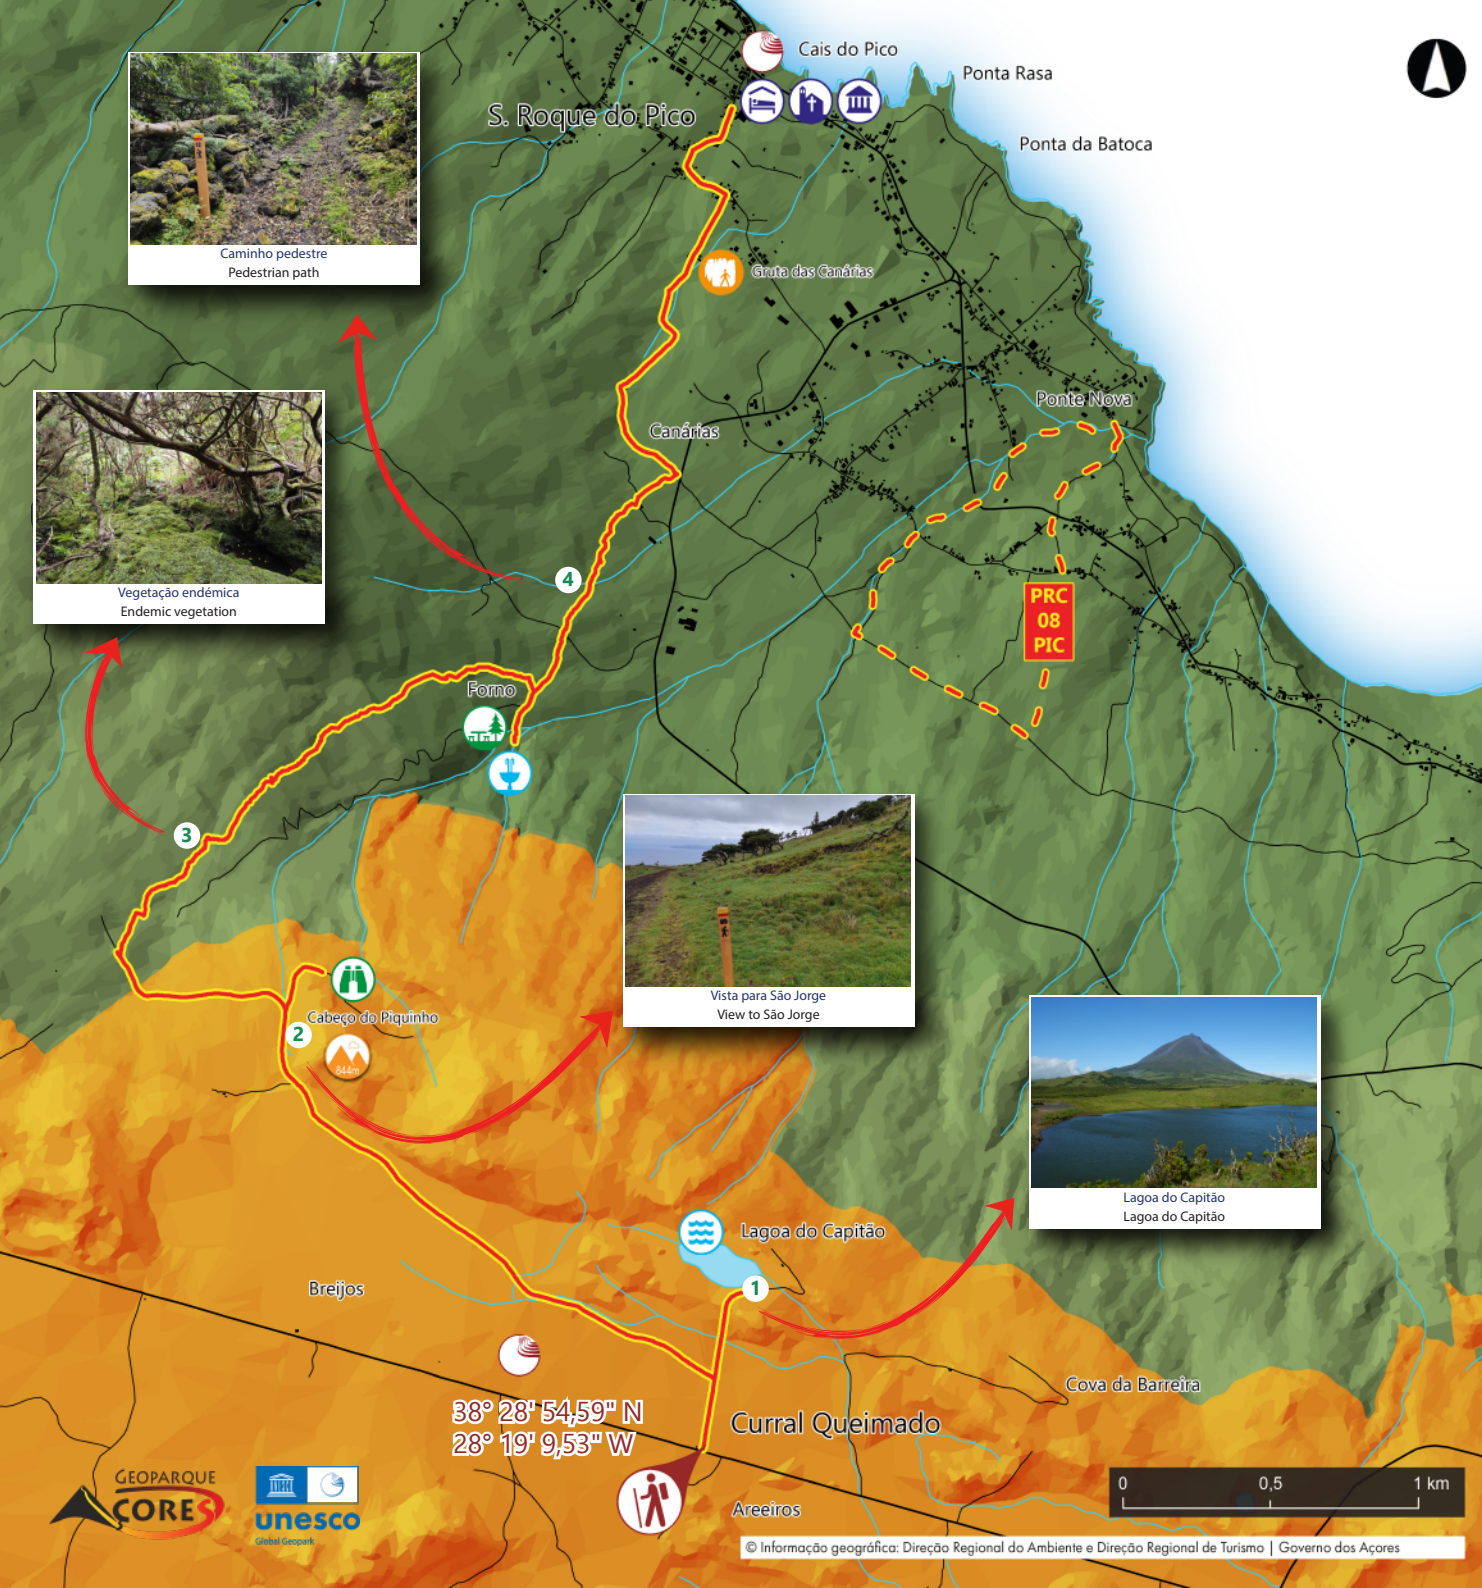 Cais do Pico
Ponta Rasa
S. Roque do Pico
Ponta da Batoca
Caminho pedestre
Pedestrian path
Gruta das Canárias
Ponte Nova
Canárias
Vegetação endémica
Endemic vegetation
4
PRC
08
PIC
Forno
3
Vista para São Jorge
View to São Jorge
Cabeço do Piquinho
2
844m
Lagoa do Capitão
Lagoa do Capitão
Lagoa do Capitão
1
Breijos
Cova da Barreira
38° 28' 54,59" N
28° 19' 9,53" W
Curral Queimado
GEOPARQUE
AÇORES
unesco
Global Geopark
Areeiros
0 0,5 1 km
© Informação geográfica: Direção Regional do Ambiente e Direção Regional de Turismo | Governo dos Açores